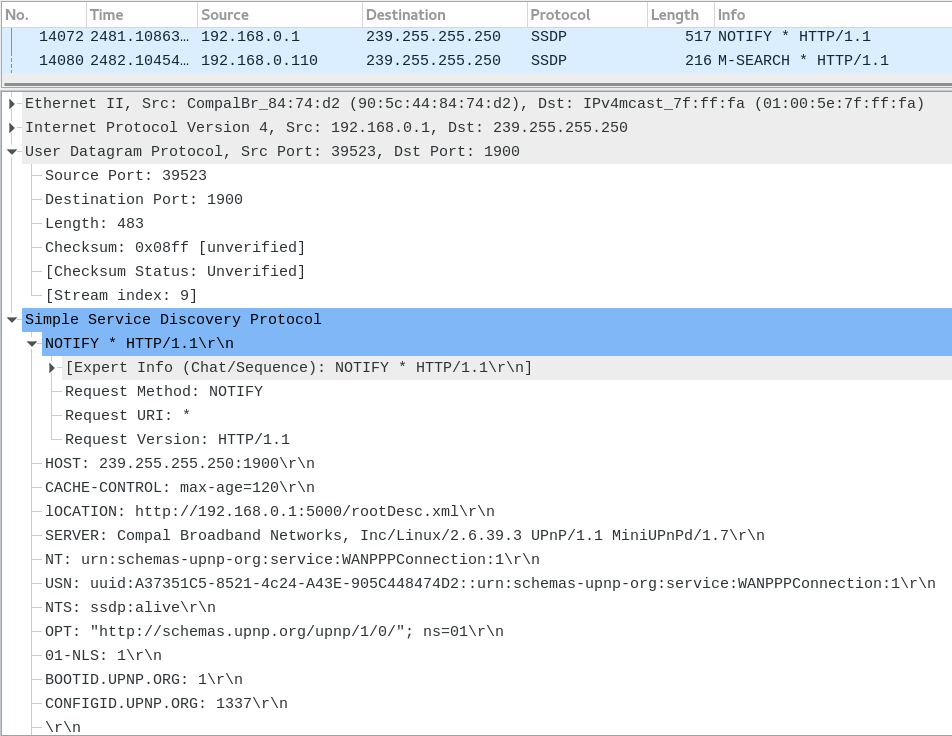 No. Time Source Destination Protocol Length Info
14072 2481.10863… 192.168.0.1 239.255.255.250 SSDP 517 NOTIFY * HTTP/1.1
14080 2482.10454… 192.168.0.110 239.255.255.250 SSDP 216 M-SEARCH * HTTP/1.1
Ethernet II, Src: CompalBr_84:74:d2 (90:5c:44:84:74:d2), Dst: IPv4mcast_7f:ff:fa (01:00:5e:7f:ff:fa)
Internet Protocol Version 4, Src: 192.168.0.1, Dst: 239.255.255.250
User Datagram Protocol, Src Port: 39523, Dst Port: 1900
Source Port: 39523
Destination Port: 1900
Length: 483
Checksum: 0x08ff [unverified]
[Checksum Status: Unverified]
[Stream index: 9]
Simple Service Discovery Protocol
NOTIFY * HTTP/1.1\r\n
[Expert Info (Chat/Sequence): NOTIFY * HTTP/1.1\r\n]
Request Method: NOTIFY
Request URI: *
Request Version: HTTP/1.1
HOST: 239.255.255.250:1900\r\n
CACHE-CONTROL: max-age=120\r\n
lOCATION: http://192.168.0.1:5000/rootDesc.xml\r\n
SERVER: Compal Broadband Networks, Inc/Linux/2.6.39.3 UPnP/1.1 MiniUPnPd/1.7\r\n
NT: urn:schemas-upnp-org:service:WANPPPConnection:1\r\n
USN: uuid:A37351C5-8521-4c24-A43E-905C448474D2::urn:schemas-upnp-org:service:WANPPPConnection:1\r\n
NTS: ssdp:alive\r\n
OPT: "http://schemas.upnp.org/upnp/1/0/"; ns=01\r\n
01-NLS: 1\r\n
BOOTID.UPNP.ORG: 1\r\n
CONFIGID.UPNP.ORG: 1337\r\n
\r\n